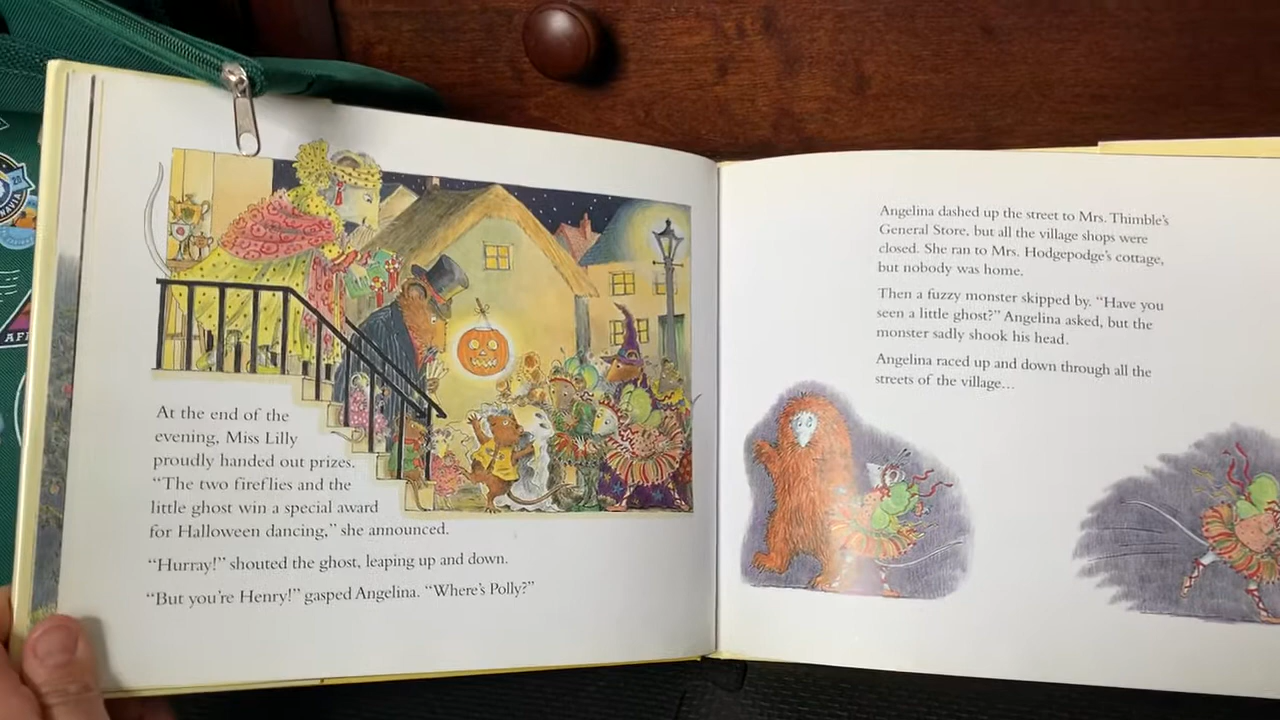 At the end of the
evening, Miss Lilly
proudly handed out prizes.
“The two fireflies and the
little ghost win a special award
for Halloween dancing,” she announced.
“Hurray!” shouted the ghost, leaping up and down.
“But you’re Henry!” gasped Angelina. “Where’s Polly?”
Angelina dashed up the street to Mrs. Thimble’s
General Store, but all the village shops were
closed. She ran to Mrs. Hodgepodge’s cottage,
but nobody was home.
Then a fuzzy monster skipped by. “Have you
seen a little ghost?” Angelina asked, but the
monster sadly shook his head.
Angelina raced up and down through all the
streets of the village...